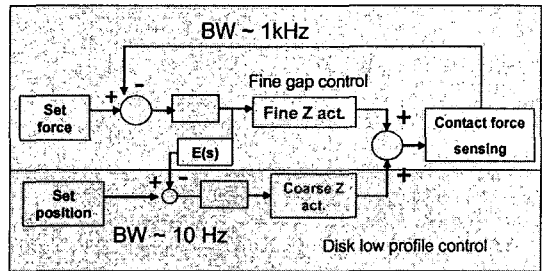 BW ~ 1kHz
Fine gap control
+ -
Set
force
Fine Z act.
+
Contact force
sensing
E(s)
+ -
+
Set
position
Coarse Z
act.
BW ~ 10 Hz
Disk low profile control